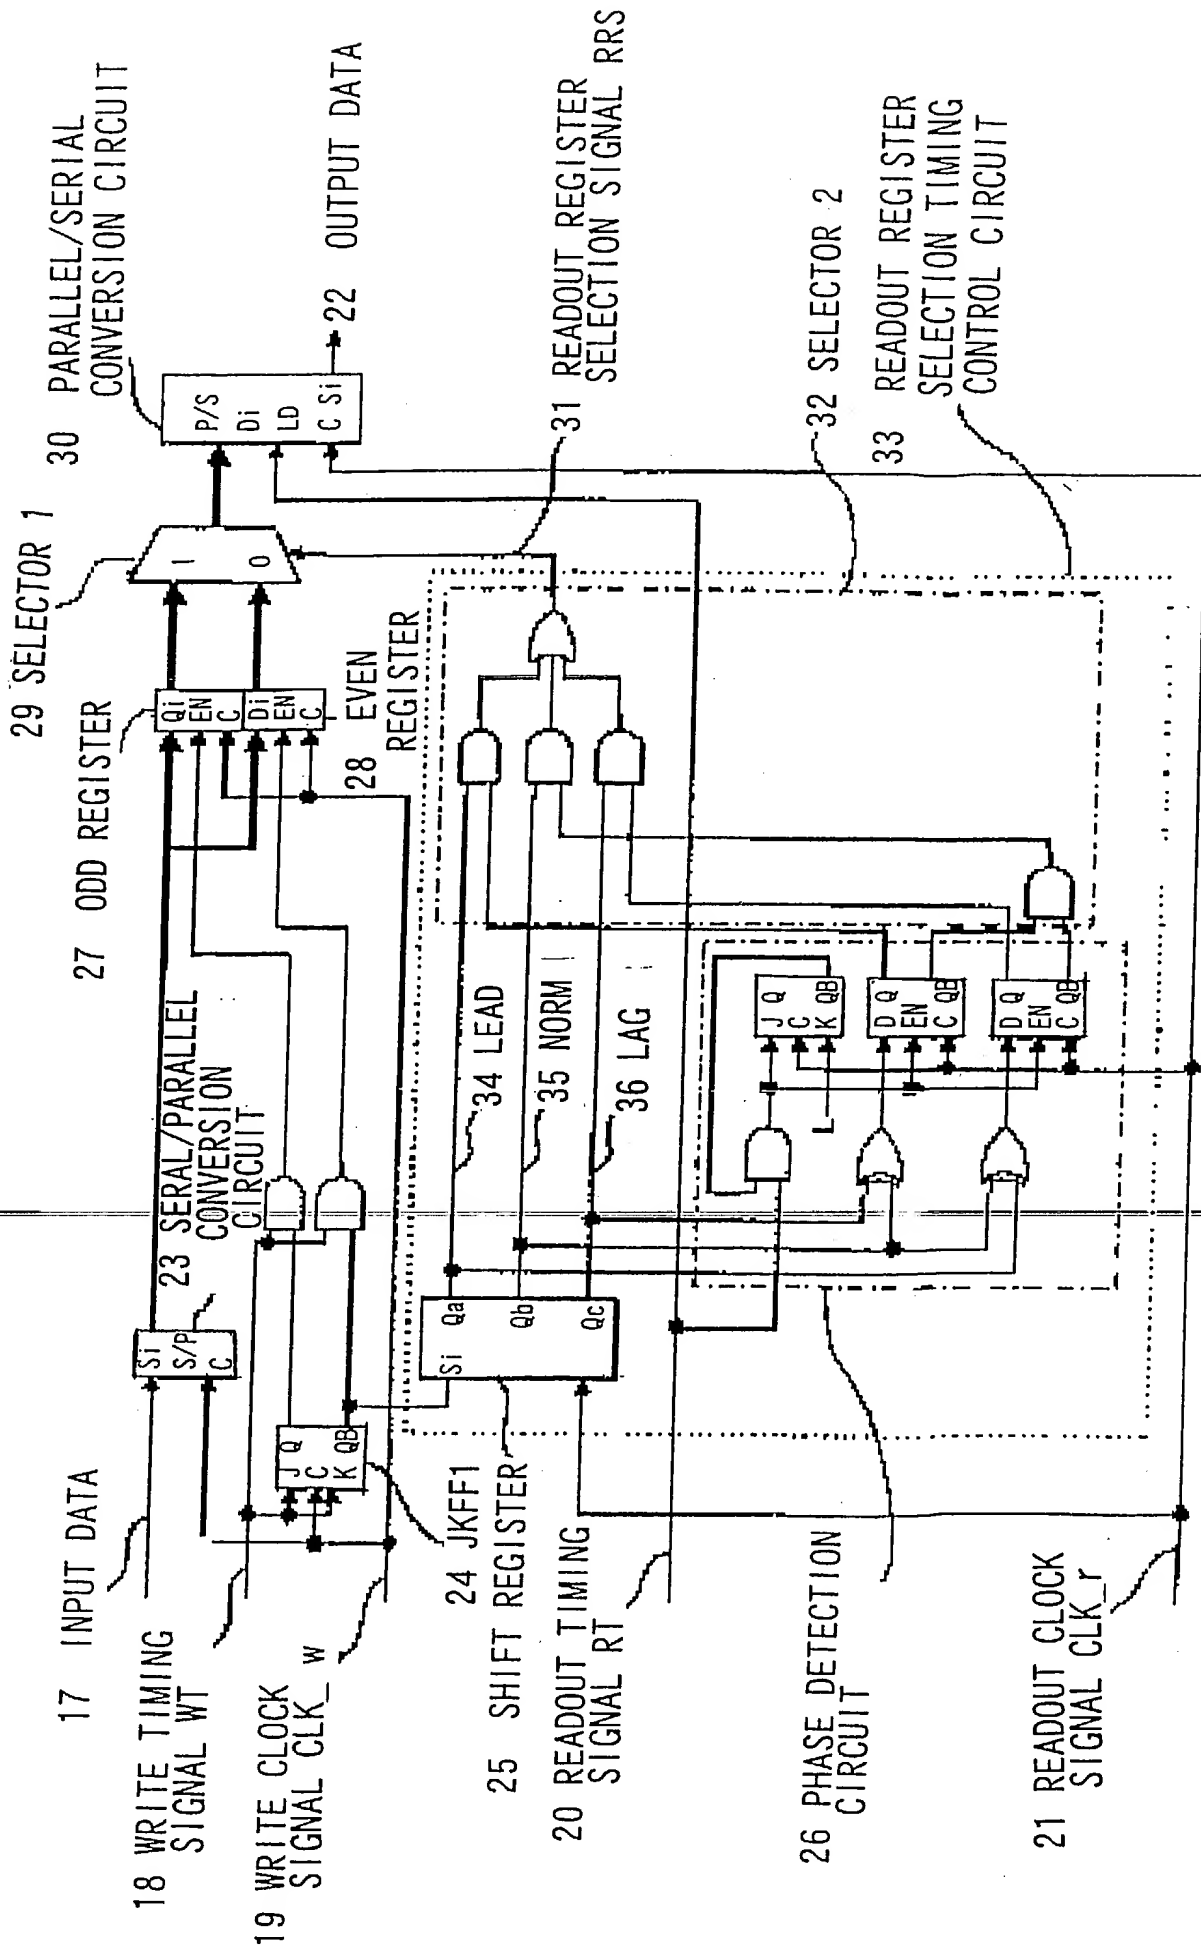 17 INPUT DATA
18 WRITE TIMING
SIGNAL WT
19 WRITE CLOCK
SIGNAL CLK_w
23 SERAL/PARALLEL
CONVERSION
CIRCUIT
Si
S/P
C
J Q
C
K QB
24 JKFF1
25 SHIFT REGISTER
Si
Qa
Qb
Qc
20 READOUT TIMING
SIGNAL RT
26 PHASE DETECTION
CIRCUIT
21 READOUT CLOCK
SIGNAL CLK_r
27 ODD REGISTER
Qi
EN
C
Di
EN
C
28 EVEN
REGISTER
29 SELECTOR 1
1
0
30 PARALLEL/SERIAL
CONVERSION CIRCUIT
P/S
Di
LD
C Si
22 OUTPUT DATA
31 READOUT REGISTER
SELECTION SIGNAL RRS
34 LEAD
35 NORM
36 LAG
L
J Q
C
K QB
D Q
EN
C QB
D Q
EN
C QB
32 SELECTOR 2
33 READOUT REGISTER
SELECTION TIMING
CONTROL CIRCUIT